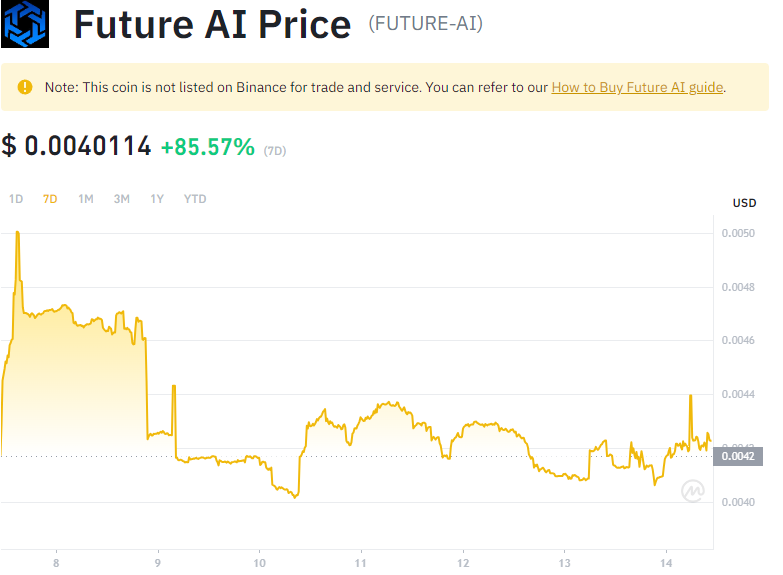 Future AI Price (FUTURE-AI)
Note: This coin is not listed on Binance for trade and service. You can refer to our How to Buy Future AI guide.
$ 0.0040114 +85.57% (7D)
1D 7D 1M 3M 1Y YTD
USD
0.0050
0.0048
0.0046
0.0044
0.0042
0.0042
0.0040
8 9 10 11 12 13 14